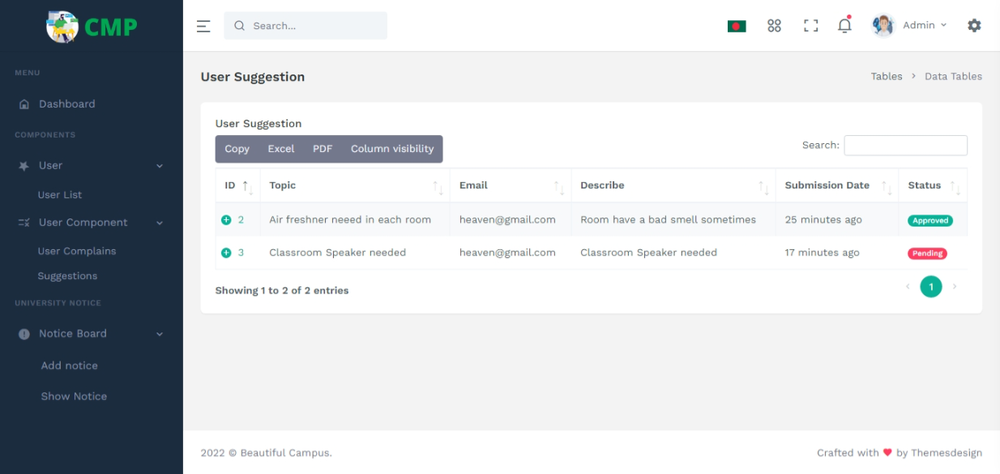 CMP
Search...
Admin
MENU
Dashboard
COMPONENTS
User
User List
User Component
User Complains
Suggestions
UNIVERSITY NOTICE
Notice Board
Add notice
Show Notice
User Suggestion
Tables > Data Tables
User Suggestion
Copy Excel PDF Column visibility
Search:
ID Topic Email Describe Submission Date Status
2 Air freshner neeed in each room heaven@gmail.com Room have a bad smell sometimes 25 minutes ago Approved
3 Classroom Speaker needed heaven@gmail.com Classroom Speaker needed 17 minutes ago Pending
Showing 1 to 2 of 2 entries
‹ 1 ›
2022 © Beautiful Campus.
Crafted with ❤ by Themesdesign